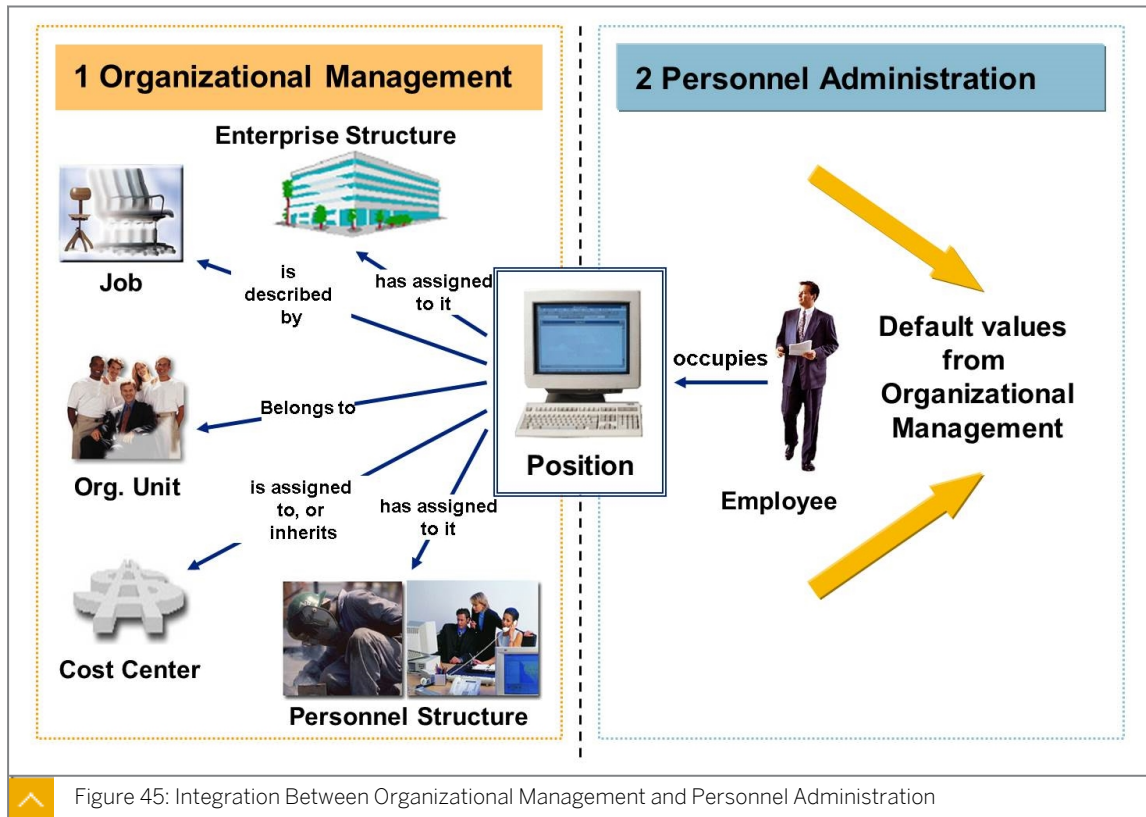 1 Organizational Management
2 Personnel Administration
Enterprise Structure
Job
is
described
by
has assigned
to it
Belongs to
Org. Unit
is assigned
to, or
inherits
has assigned
to it
Cost Center
Personnel Structure
Position
occupies
Employee
Default values
from
Organizational
Management
Figure 45: Integration Between Organizational Management and Personnel Administration